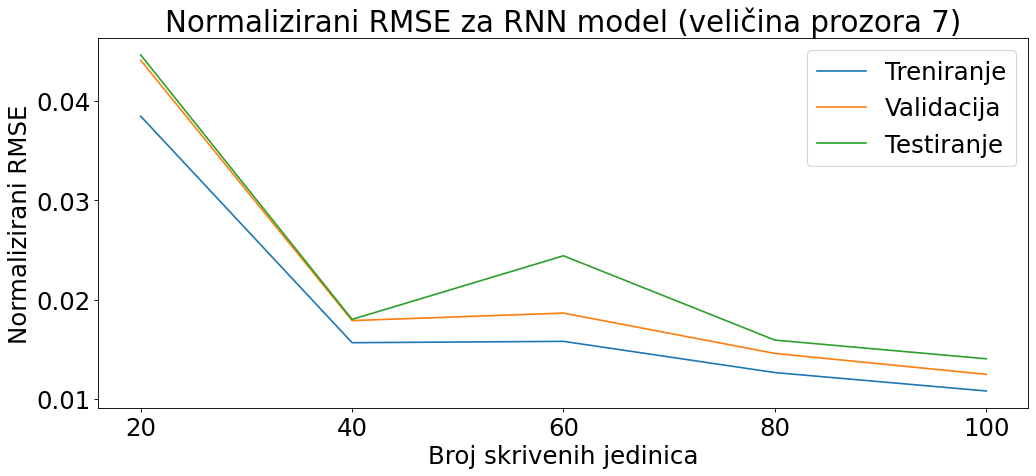 Normalizirani RMSE za RNN model (veličina prozora 7)
Treniranje
Validacija
Testiranje
Normalizirani RMSE
0.04
0.03
0.02
0.01
20 40 60 80 100
Broj skrivenih jedinica